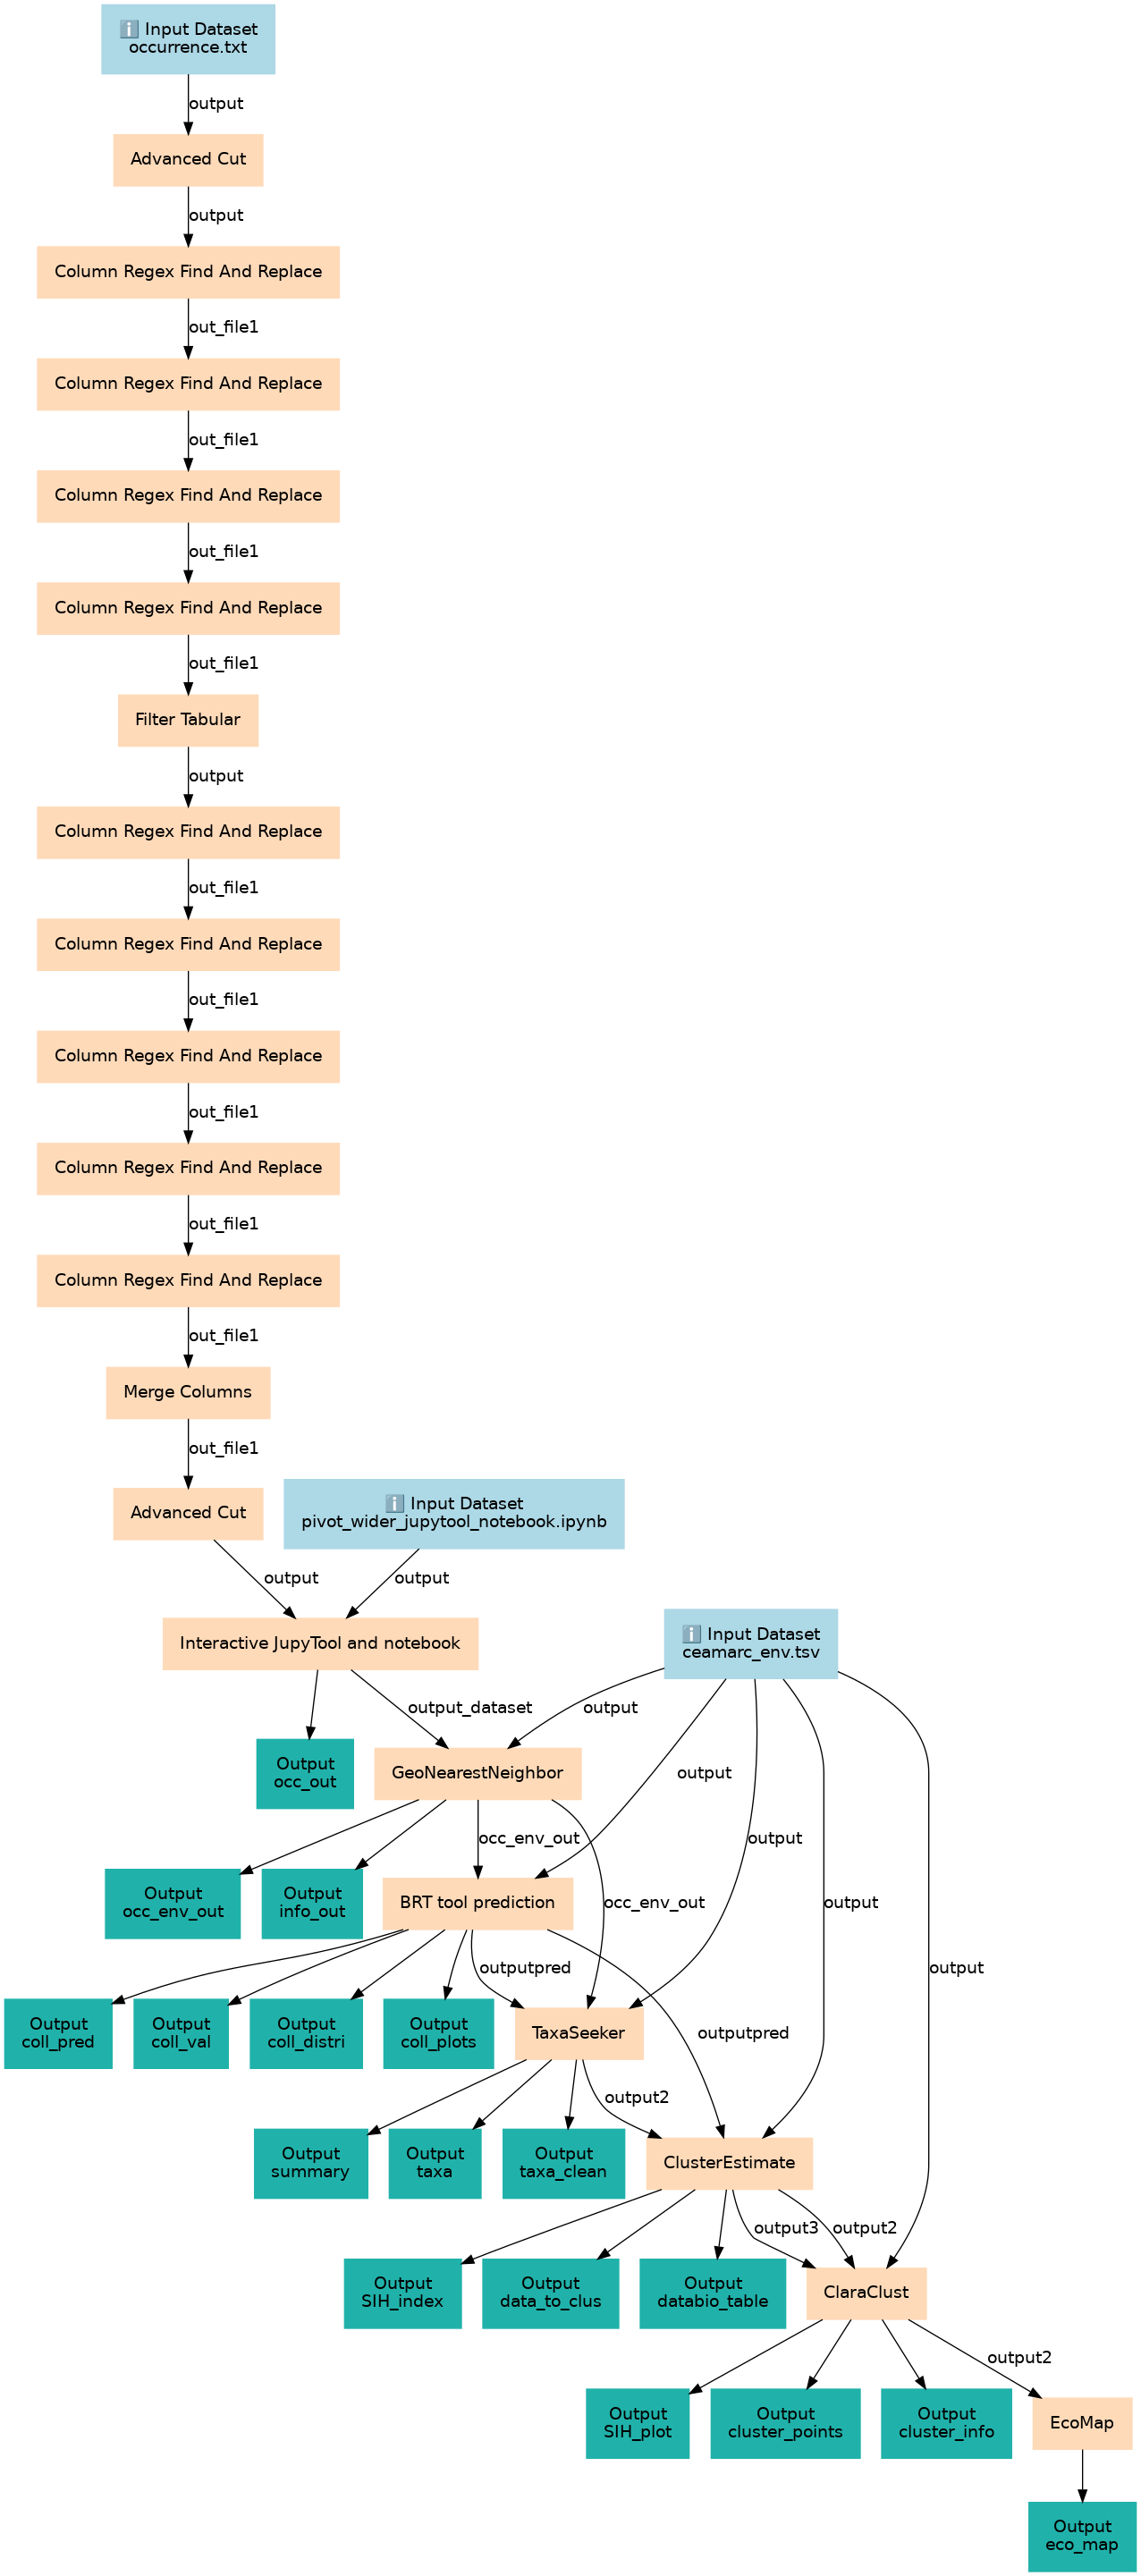 ℹ️ Input Dataset
occurrence.txt
output
Advanced Cut
output
Column Regex Find And Replace
out_file1
Column Regex Find And Replace
out_file1
Column Regex Find And Replace
out_file1
Column Regex Find And Replace
out_file1
Filter Tabular
output
Column Regex Find And Replace
out_file1
Column Regex Find And Replace
out_file1
Column Regex Find And Replace
out_file1
Column Regex Find And Replace
out_file1
Column Regex Find And Replace
out_file1
Merge Columns
out_file1
Advanced Cut
ℹ️ Input Dataset
pivot_wider_jupytool_notebook.ipynb
output
output
Interactive JupyTool and notebook
ℹ️ Input Dataset
ceamarc_env.tsv
output_dataset
output
Output
occ_out
GeoNearestNeighbor
output
occ_env_out
output
Output
occ_env_out
Output
info_out
BRT tool prediction
occ_env_out
output
outputpred
output
Output
coll_pred
Output
coll_val
Output
coll_distri
Output
coll_plots
TaxaSeeker
outputpred
output2
Output
summary
Output
taxa
Output
taxa_clean
ClusterEstimate
output3
output2
Output
SIH_index
Output
data_to_clus
Output
databio_table
ClaraClust
output2
Output
SIH_plot
Output
cluster_points
Output
cluster_info
EcoMap
Output
eco_map